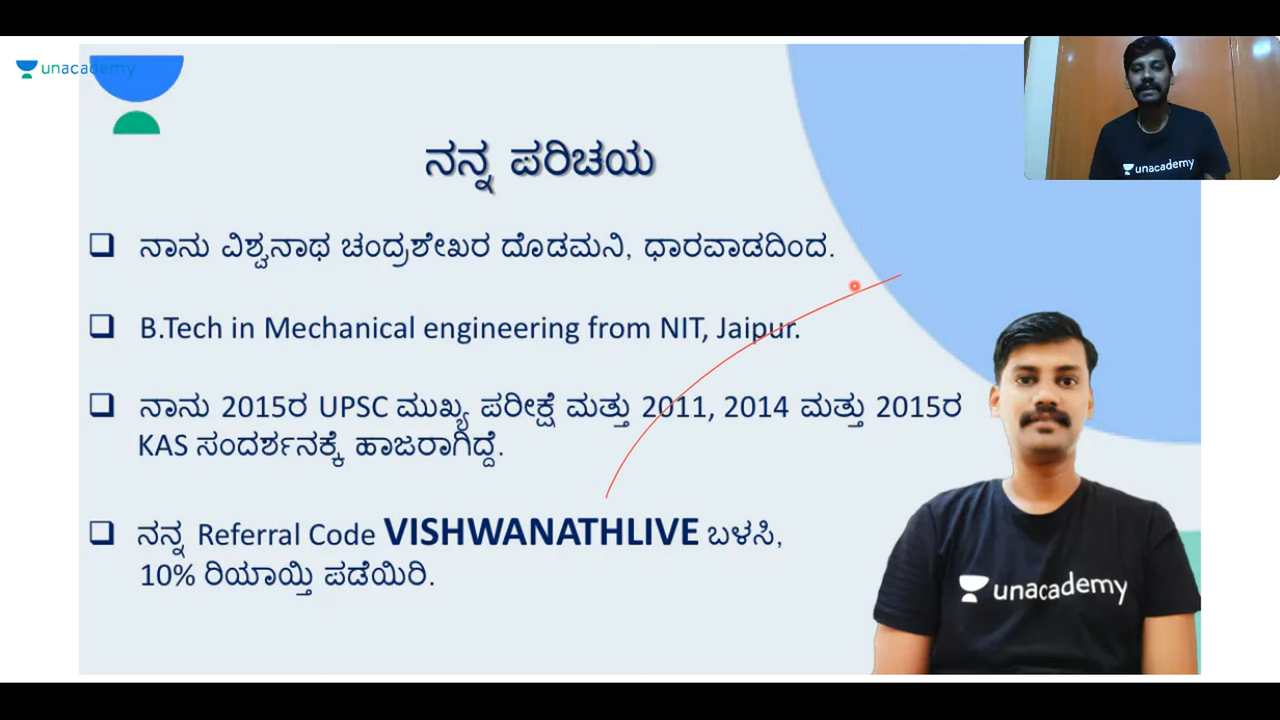 unacademy
unacademy
ನನ್ನ ಪರಿಚಯ
ನಾನು ವಿಶ್ವನಾಥ ಚಂದ್ರಶೇಖರ ದೊಡಮನಿ, ಧಾರವಾಡದಿಂದ.
B.Tech in Mechanical engineering from NIT, Jaipur.
ನಾನು 2015ರ UPSC ಮುಖ್ಯ ಪರೀಕ್ಷೆ ಮತ್ತು 2011, 2014 ಮತ್ತು 2015ರ
KAS ಸಂದರ್ಶನಕ್ಕೆ ಹಾಜರಾಗಿದ್ದೆ.
ನನ್ನ Referral Code VISHWANATHLIVE ಬಳಸಿ,
10% ರಿಯಾಯ್ತಿ ಪಡೆಯಿರಿ.
unacademy